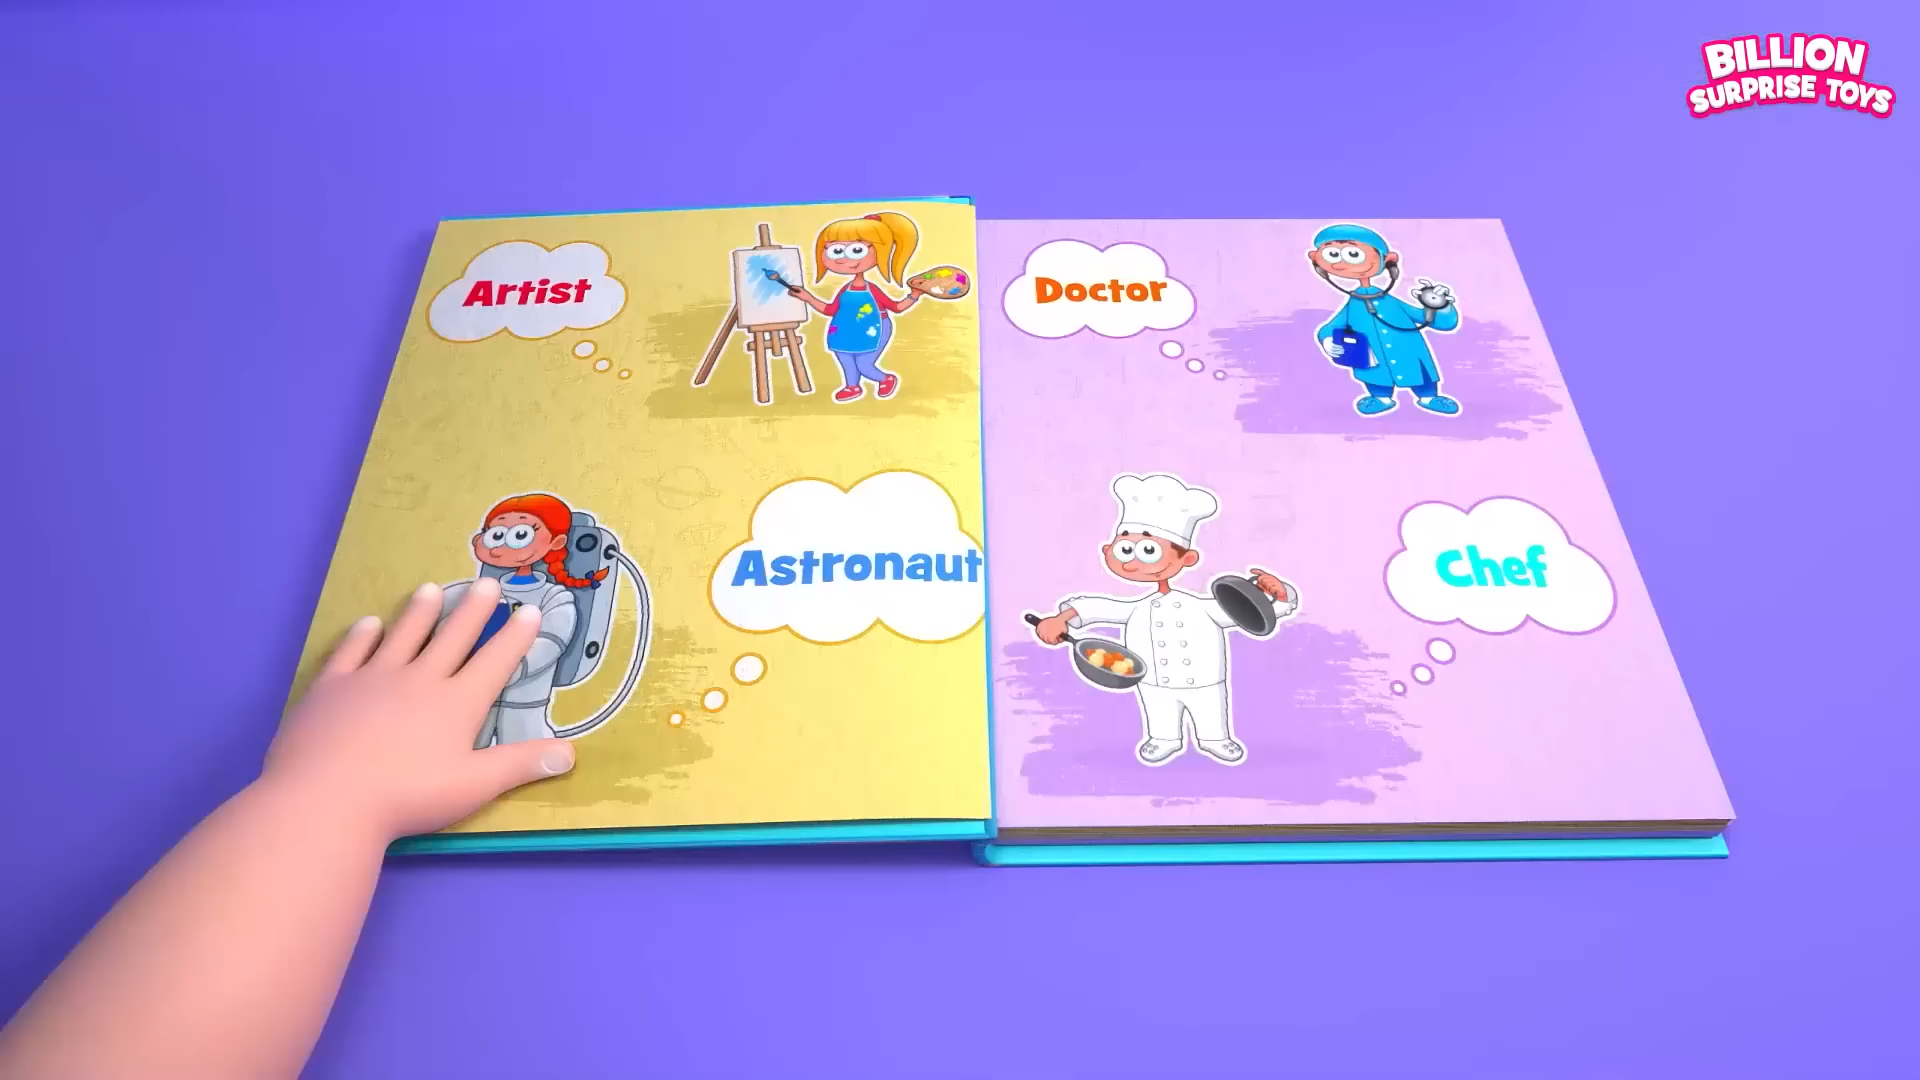 BILLION
SURPRISE TOYS
Artist
Doctor
Astronaut
Chef